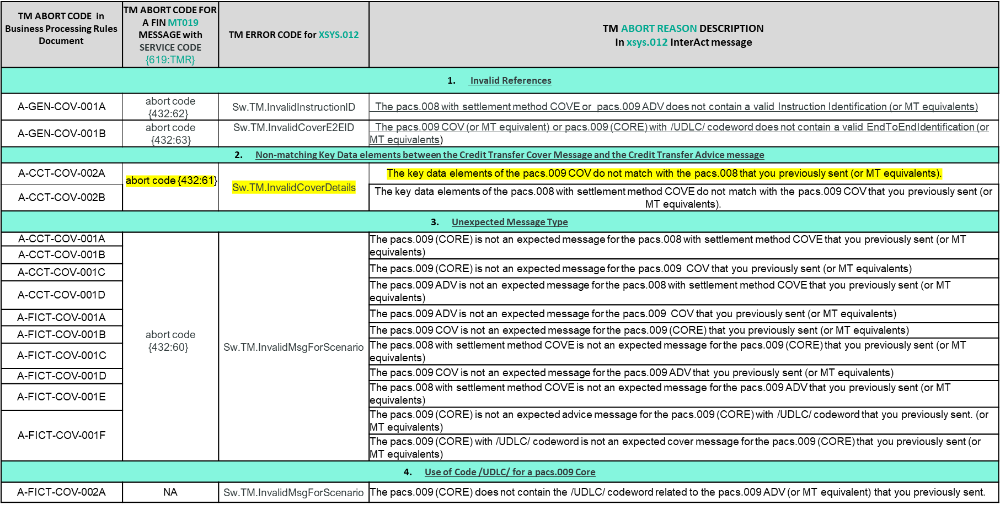 TM ABORT CODE in
Business Processing Rules
Document
TM ABORT CODE FOR
A FIN MT019
MESSAGE with
SERVICE CODE
{619:TMR}
TM ERROR CODE for XSYS.012
TM ABORT REASON DESCRIPTION
In xsys.012 InterAct message
1. Invalid References
A-GEN-COV-001A
abort code
{432:62}
Sw.TM.InvalidInstructionID
The pacs.008 with settlement method COVE or pacs.009 ADV does not contain a valid Instruction Identification (or MT equivalents)
A-GEN-COV-001B
abort code
{432:63}
Sw.TM.InvalidCoverE2EID
The pacs.009 COV (or MT equivalent) or pacs.009 (CORE) with /UDLC/ codeword does not contain a valid EndToEndIdentification (or
MT equivalents)
2. Non-matching Key Data elements between the Credit Transfer Cover Message and the Credit Transfer Advice message
A-CCT-COV-002A
abort code {432:61}
Sw.TM.InvalidCoverDetails
The key data elements of the pacs.009 COV do not match with the pacs.008 that you previously sent (or MT equivalents).
A-CCT-COV-002B
The key data elements of the pacs.008 with settlement method COVE do not match with the pacs.009 COV that you previously sent (or
MT equivalents).
3. Unexpected Message Type
A-CCT-COV-001A
A-CCT-COV-001B
The pacs.009 (CORE) is not an expected message for the pacs.008 with settlement method COVE that you previously sent (or MT
equivalents)
A-CCT-COV-001C
The pacs.009 (CORE) is not an expected message for the pacs.009 COV that you previously sent (or MT equivalents)
A-CCT-COV-001D
The pacs.009 ADV is not an expected message for the pacs.008 with settlement method COVE that you previously sent (or MT
equivalents)
A-FICT-COV-001A
The pacs.009 ADV is not an expected message for the pacs.009 COV that you previously sent (or MT equivalents)
A-FICT-COV-001B
abort code
{432:60}
Sw.TM.InvalidMsgForScenario
The pacs.009 COV is not an expected message for the pacs.009 (CORE) that you previously sent (or MT equivalents)
A-FICT-COV-001C
The pacs.008 with settlement method COVE is not an expected message for the pacs.009 (CORE) that you previously sent (or MT
equivalents)
A-FICT-COV-001D
The pacs.009 COV is not an expected message for the pacs.009 ADV that you previously sent (or MT equivalents)
A-FICT-COV-001E
The pacs.008 with settlement method COVE is not an expected message for the pacs.009 ADV that you previously sent (or MT
equivalents)
A-FICT-COV-001F
The pacs.009 (CORE) is not an expected advice message for the pacs.009 (CORE) with /UDLC/ codeword that you previously sent. (or
MT equivalents)
The pacs.009 (CORE) with /UDLC/ codeword is not an expected cover message for the pacs.009 (CORE) that you previously sent (or
MT equivalents)
4. Use of Code /UDLC/ for a pacs.009 Core
A-FICT-COV-002A
NA
Sw.TM.InvalidMsgForScenario
The pacs.009 (CORE) does not contain the /UDLC/ codeword related to the pacs.009 ADV (or MT equivalent) that you previously sent.